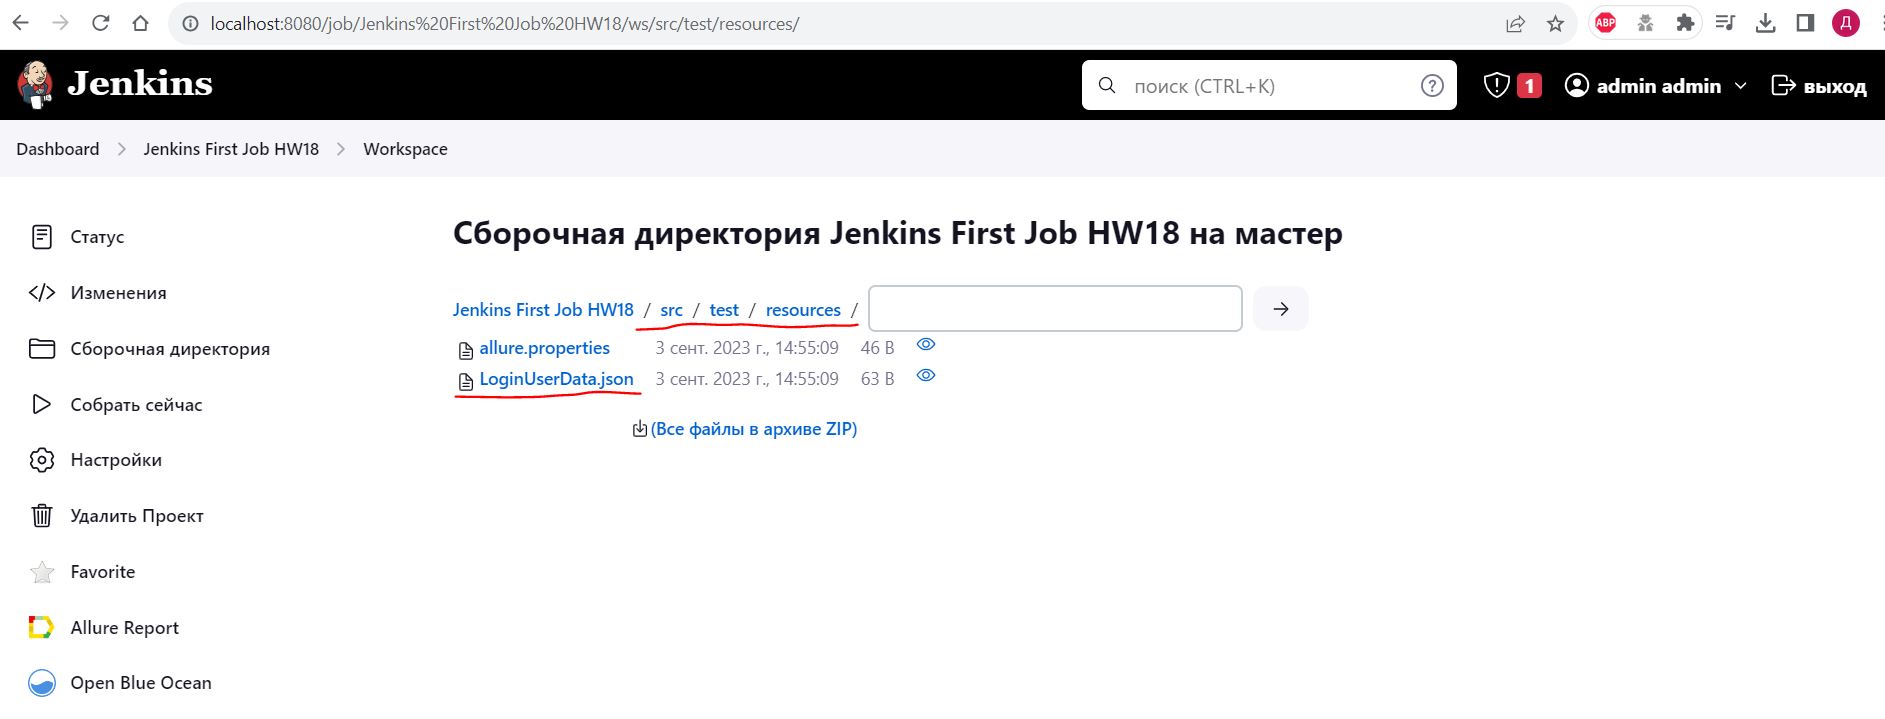 localhost:8080/job/Jenkins%20First%20Job%20HW18/ws/src/test/resources/
ABP
Д
Jenkins
поиск (CTRL+K)
?
1
admin admin
выход
Dashboard > Jenkins First Job HW18 > Workspace
Статус
Изменения
Сборочная директория
Собрать сейчас
Настройки
Удалить Проект
Favorite
Allure Report
Open Blue Ocean
Сборочная директория Jenkins First Job HW18 на мастер
Jenkins First Job HW18 / src / test / resources /
allure.properties 3 сент. 2023 г., 14:55:09 46 B
LoginUserData.json 3 сент. 2023 г., 14:55:09 63 B
(Все файлы в архиве ZIP)